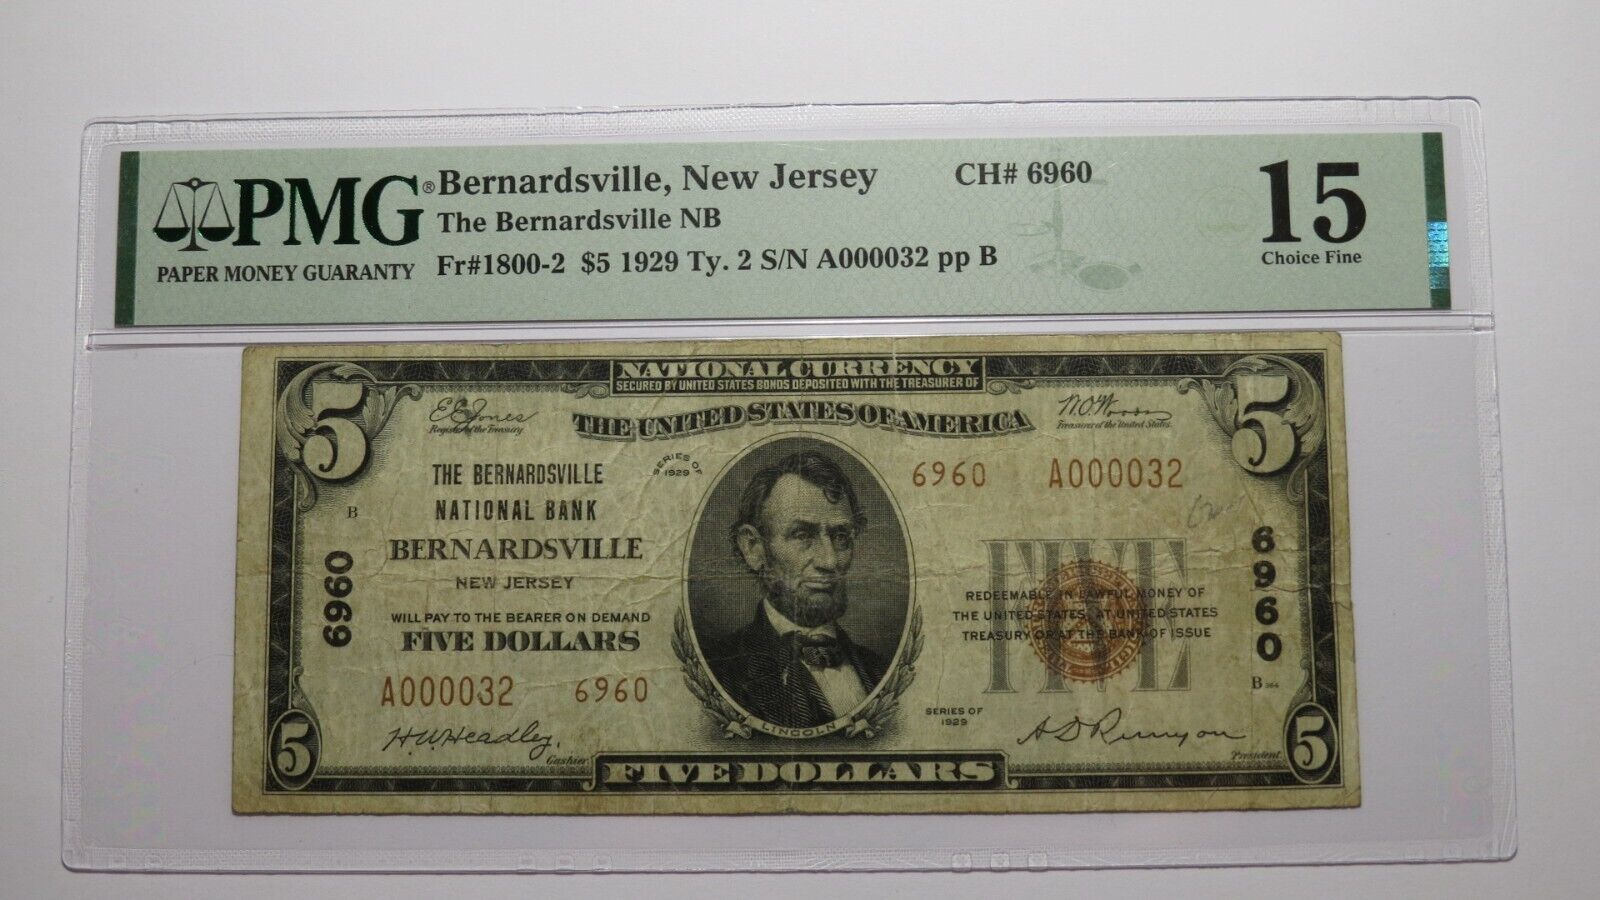 PMG® Bernardsville, New Jersey CH# 6960 15
The Bernardsville NB
PAPER MONEY GUARANTY Fr#1800-2 $5 1929 Ty. 2 S/N A000032 pp B Choice Fine
NATIONAL CURRENCY
SECURED BY UNITED STATES BONDS DEPOSITED WITH THE TREASURER OF
5 5
E E Jones W.O. Woods
Register of the Treasury THE UNITED STATES OF AMERICA Treasurer of the United States
SERIES OF
1929
THE BERNARDSVILLE 6960 A000032
NATIONAL BANK
B
BERNARDSVILLE
NEW JERSEY
6960 6960
WILL PAY TO THE BEARER ON DEMAND
FIVE DOLLARS
FIVE
REDEEMABLE IN LAWFUL MONEY OF
THE UNITED STATES, AT UNITED STATES
TREASURY OR AT THE BANK OF ISSUE
A000032 6960 B
SERIES OF
1929
H.W. Headley, A D Runyon
Cashier LINCOLN President
5 FIVE DOLLARS 5